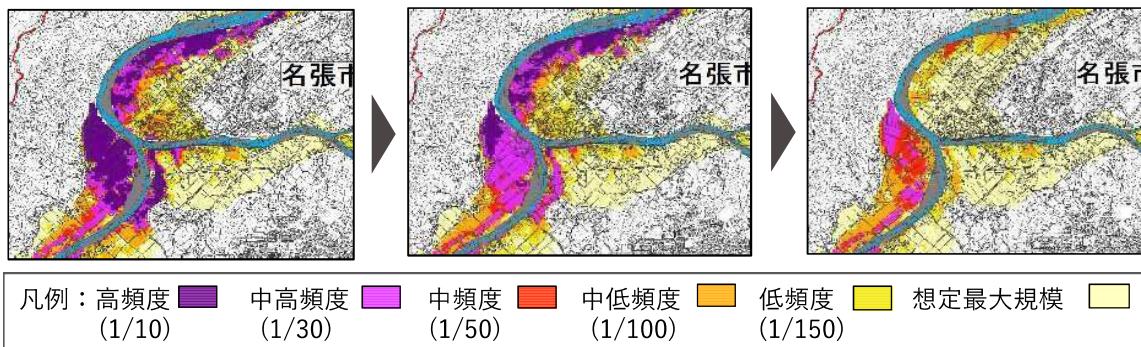 名張市
名張市
名張市
凡例：高頻度 中高頻度 中頻度 中低頻度 低頻度 想定最大規模
(1/10) (1/30) (1/50) (1/100) (1/150)